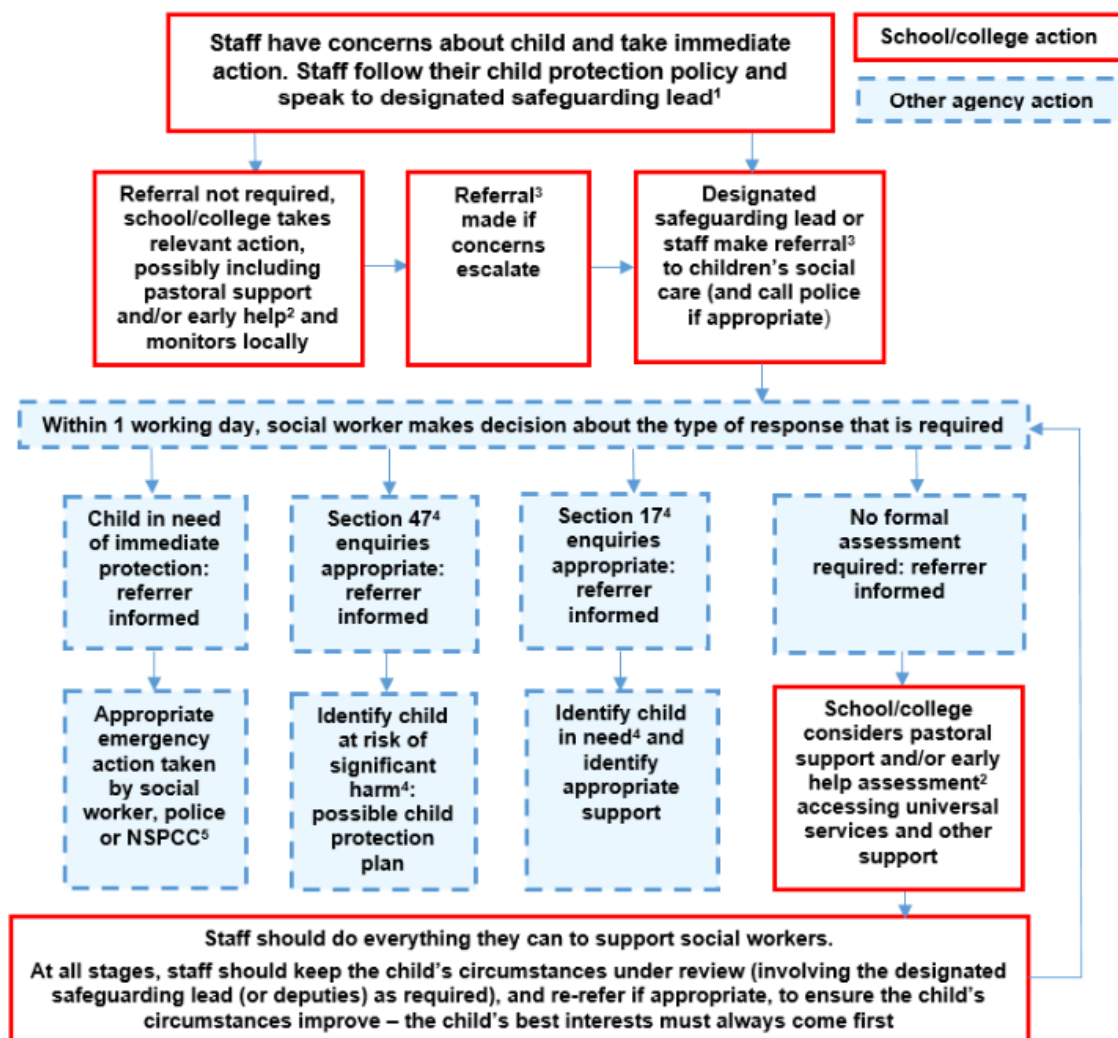 Staff have concerns about child and take immediate
action. Staff follow their child protection policy and
speak to designated safeguarding lead¹
School/college action
Other agency action
Referral not required,
school/college takes
relevant action,
possibly including
pastoral support
and/or early help² and
monitors locally
Referral³
made if
concerns
escalate
Designated
safeguarding lead or
staff make referral³
to children's social
care (and call police
if appropriate)
Within 1 working day, social worker makes decision about the type of response that is required
Child in need
of immediate
protection:
referrer
informed
Section 47⁴
enquiries
appropriate:
referrer
informed
Section 17⁴
enquiries
appropriate:
referrer
informed
No formal
assessment
required: referrer
informed
Appropriate
emergency
action taken
by social
worker, police
or NSPCC⁵
Identify child
at risk of
significant
harm⁴:
possible child
protection
plan
Identify child
in need⁴ and
identify
appropriate
support
School/college
considers pastoral
support and/or early
help assessment²
accessing universal
services and other
support
Staff should do everything they can to support social workers.
At all stages, staff should keep the child's circumstances under review (involving the designated
safeguarding lead (or deputies) as required), and re-refer if appropriate, to ensure the child's
circumstances improve – the child's best interests must always come first